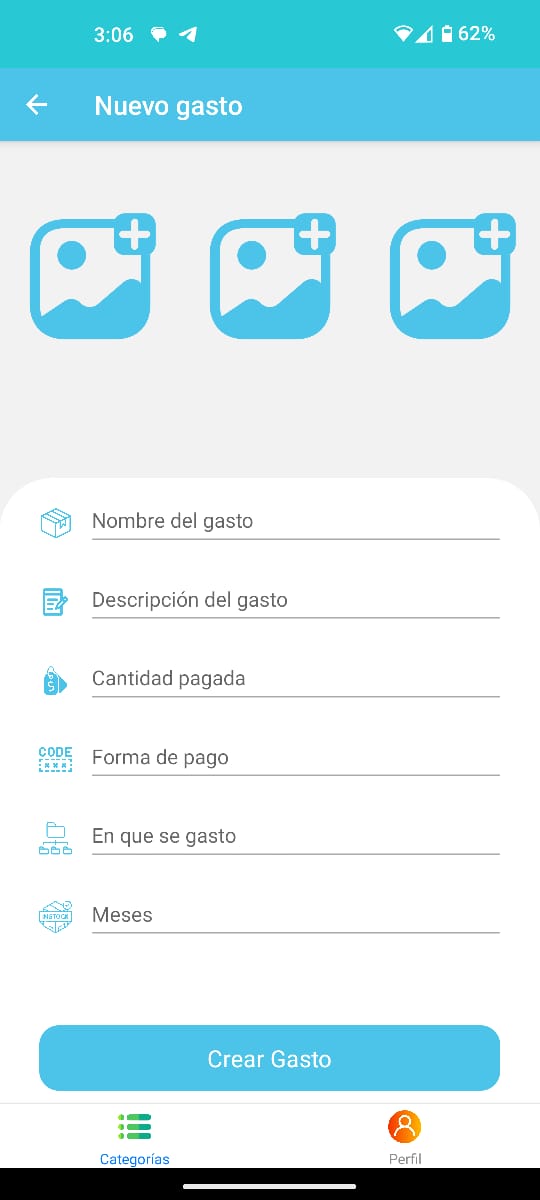 3:06 62%
Nuevo gasto
Nombre del gasto
Descripción del gasto
$
Cantidad pagada
CODE
Forma de pago
En que se gasto
INSTOCK
Meses
Crear Gasto
Categorías Perfil